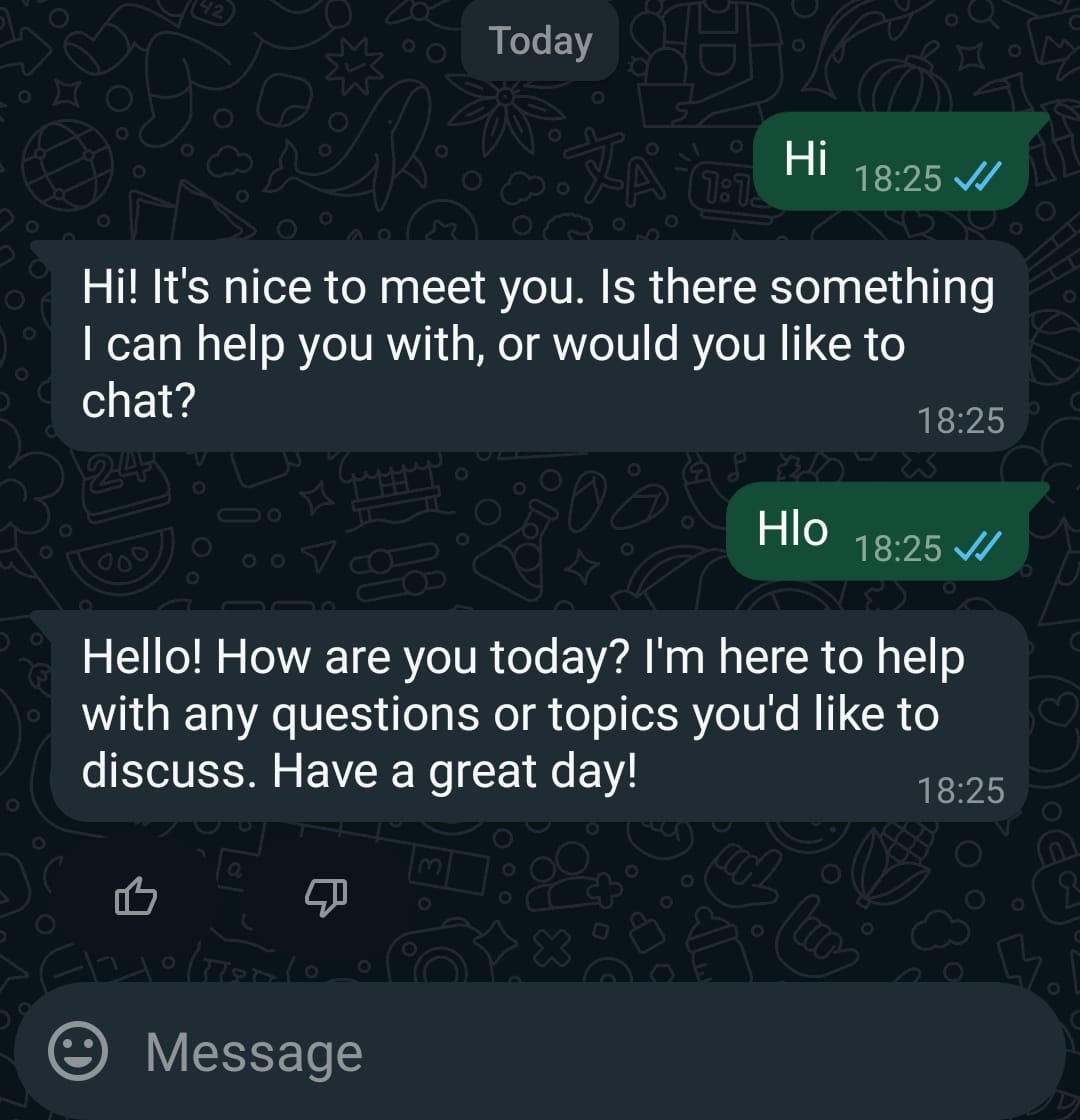 Today
Hi 18:25
Hi! It's nice to meet you. Is there something
I can help you with, or would you like to
chat?
18:25
Hlo 18:25
Hello! How are you today? I'm here to help
with any questions or topics you'd like to
discuss. Have a great day!
18:25
Message